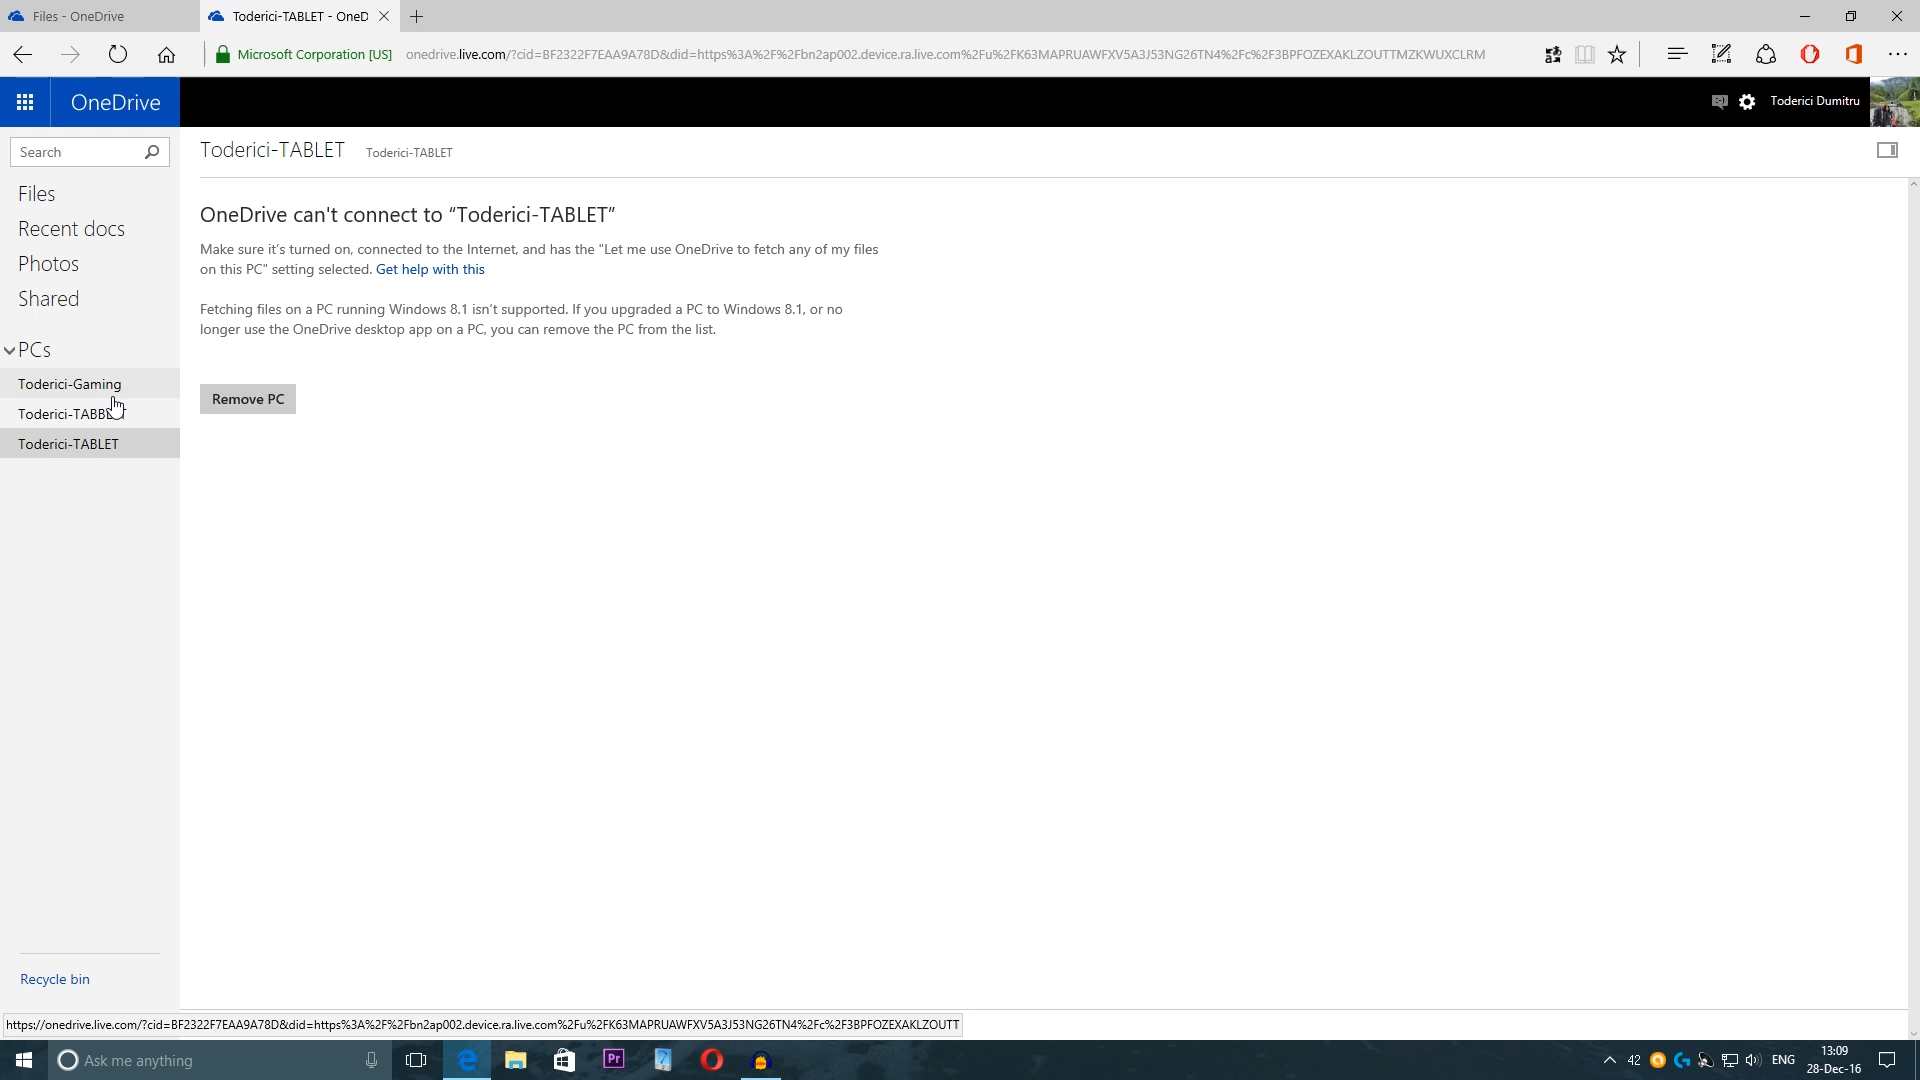 Files - OneDrive
Toderici-TABLET - OneD
Microsoft Corporation [US]
onedrive.live.com/?cid=BF2322F7EAA9A78D&did=https%3A%2F%2Fbn2ap002.device.ra.live.com%2Fu%2FK63MAPRUAWFXV5A3J53NG26TN4%2Fc%2F3BPFOZEXAKLZOUTTMZKWUXCLRM
OneDrive
Toderici Dumitru
Search
Toderici-TABLET
Toderici-TABLET
Files
Recent docs
Photos
Shared
PCs
Toderici-Gaming
Toderici-TABBLET
Toderici-TABLET
OneDrive can't connect to “Toderici-TABLET”
Make sure it's turned on, connected to the Internet, and has the "Let me use OneDrive to fetch any of my files
on this PC" setting selected. Get help with this
Fetching files on a PC running Windows 8.1 isn't supported. If you upgraded a PC to Windows 8.1, or no
longer use the OneDrive desktop app on a PC, you can remove the PC from the list.
Remove PC
Recycle bin
https://onedrive.live.com/?cid=BF2322F7EAA9A78D&did=https%3A%2F%2Fbn2ap002.device.ra.live.com%2Fu%2FK63MAPRUAWFXV5A3J53NG26TN4%2Fc%2F3BPFOZEXAKLZOUTT
Ask me anything
Pr
42
ENG
13:09
28-Dec-16